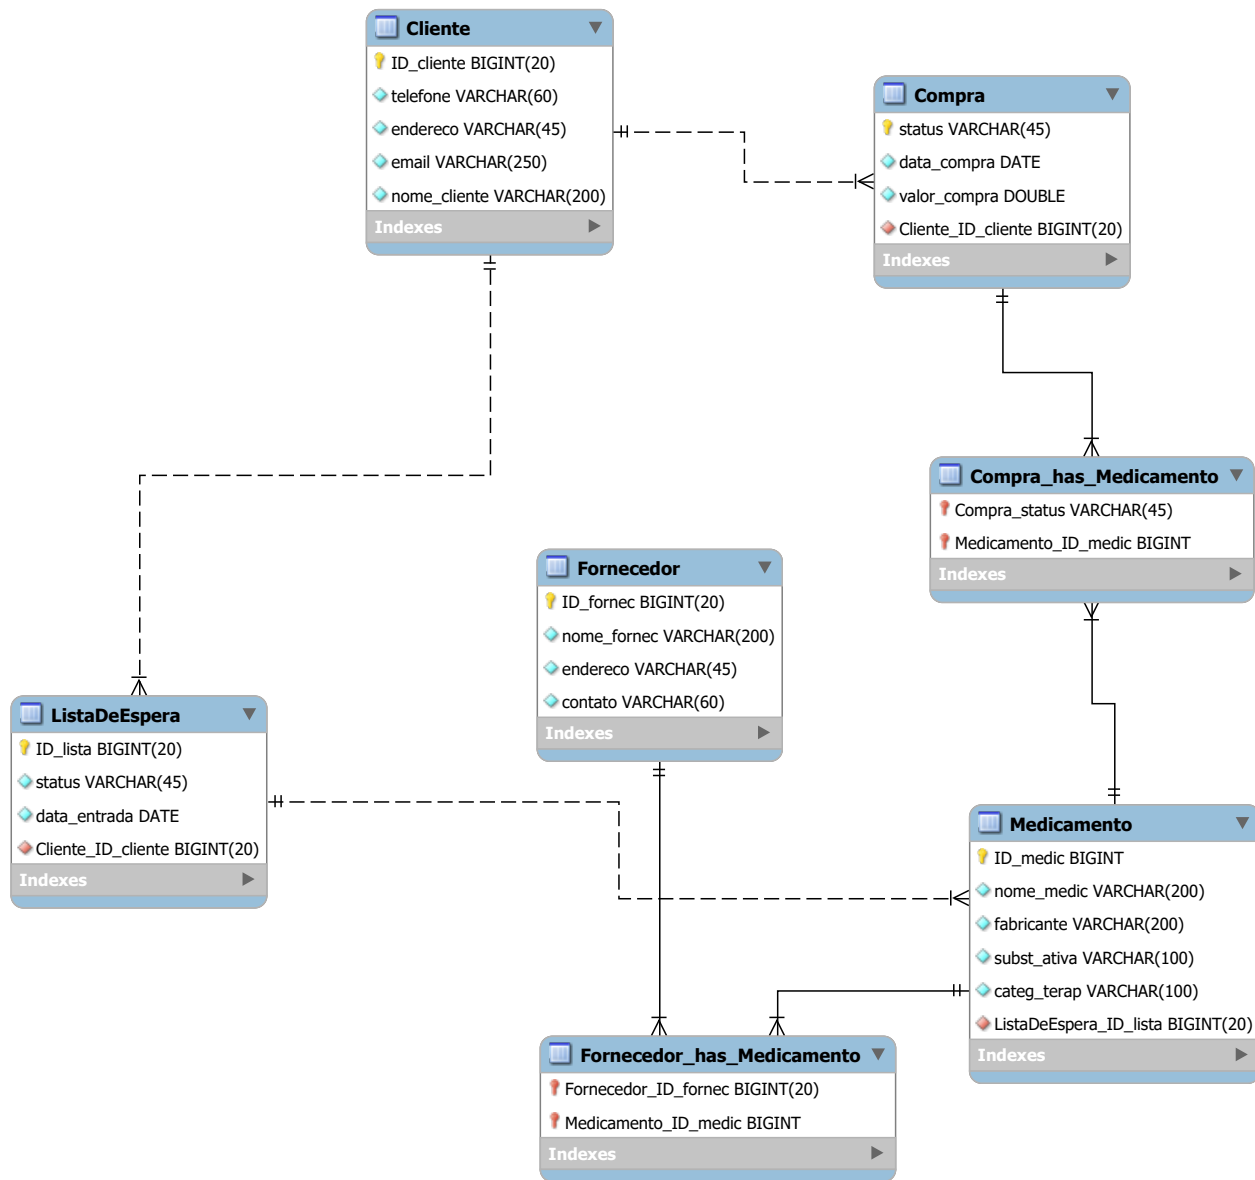 Cliente
ID_cliente BIGINT(20)
telefone VARCHAR(60)
endereco VARCHAR(45)
email VARCHAR(250)
nome_cliente VARCHAR(200)
Indexes
Compra
status VARCHAR(45)
data_compra DATE
valor_compra DOUBLE
Cliente_ID_cliente BIGINT(20)
Indexes
Compra_has_Medicamento
Compra_status VARCHAR(45)
Medicamento_ID_medic BIGINT
Indexes
Fornecedor
ID_fornec BIGINT(20)
nome_fornec VARCHAR(200)
endereco VARCHAR(45)
contato VARCHAR(60)
Indexes
ListaDeEspera
ID_lista BIGINT(20)
status VARCHAR(45)
data_entrada DATE
Cliente_ID_cliente BIGINT(20)
Indexes
Medicamento
ID_medic BIGINT
nome_medic VARCHAR(200)
fabricante VARCHAR(200)
subst_ativa VARCHAR(100)
categ_terap VARCHAR(100)
ListaDeEspera_ID_lista BIGINT(20)
Indexes
Fornecedor_has_Medicamento
Fornecedor_ID_fornec BIGINT(20)
Medicamento_ID_medic BIGINT
Indexes